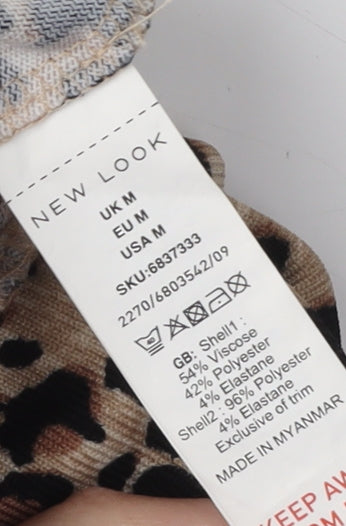 NEW LOOK
UK M
EU M
USA M
SKU:6837333
2270/6803542/09
40
GB: Shell1 :
54% Viscose
42% Polyester
4% Elastane
Shell2: 96% Polyester
4% Elastane
Exclusive of trim
MADE IN MYANMAR
KEEP AW